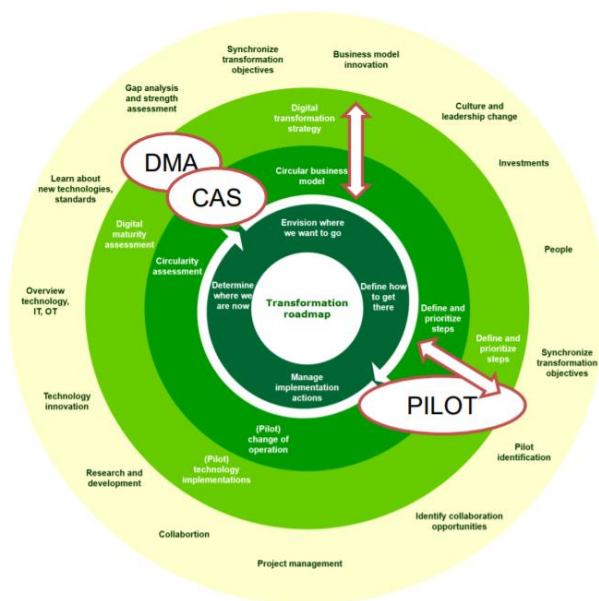 Synchronize
transformation
objectives
Business model
innovation
Gap analysis
and strength
assessment
Culture and
leadership change
Digital
transformation
strategy
Investments
DMA
Learn about
new technologies,
standards
CAS
Circular business
model
Digital
maturity
assessment
Envision where
we want to go
People
Circularity
assessment
Overview
technology,
IT, OT
Determine
where we
are now
Transformation
roadmap
Define how
to get
there
Define and
prioritize
steps
Define and
prioritize
steps
Synchronize
transformation
objectives
Manage
implementation
actions
PILOT
Technology
innovation
(Pilot)
change of
operation
Pilot
identification
(Pilot)
technology
implementations
Research and
development
Identify collaboration
opportunities
Collabortion
Project management